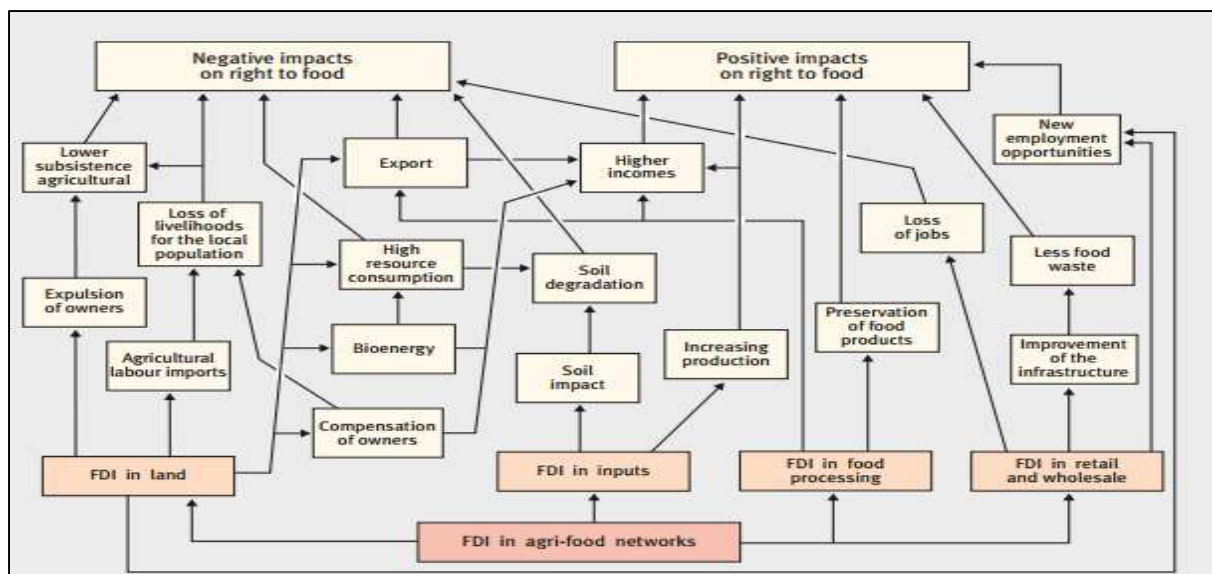 Negative impacts
on right to food
Positive impacts
on right to food
New
employment
opportunities
Lower
subsistence
agricultural
Export
Higher
incomes
Loss of
livelihoods
for the local
population
Loss
of jobs
High
resource
consumption
Soil
degradation
Less food
waste
Expulsion
of owners
Preservation
of food
products
Bioenergy
Increasing
production
Improvement
of the
infrastructure
Agricultural
labour imports
Soil
impact
Compensation
of owners
FDI in land
FDI in inputs
FDI in food
processing
FDI in retail
and wholesale
FDI in agri-food networks